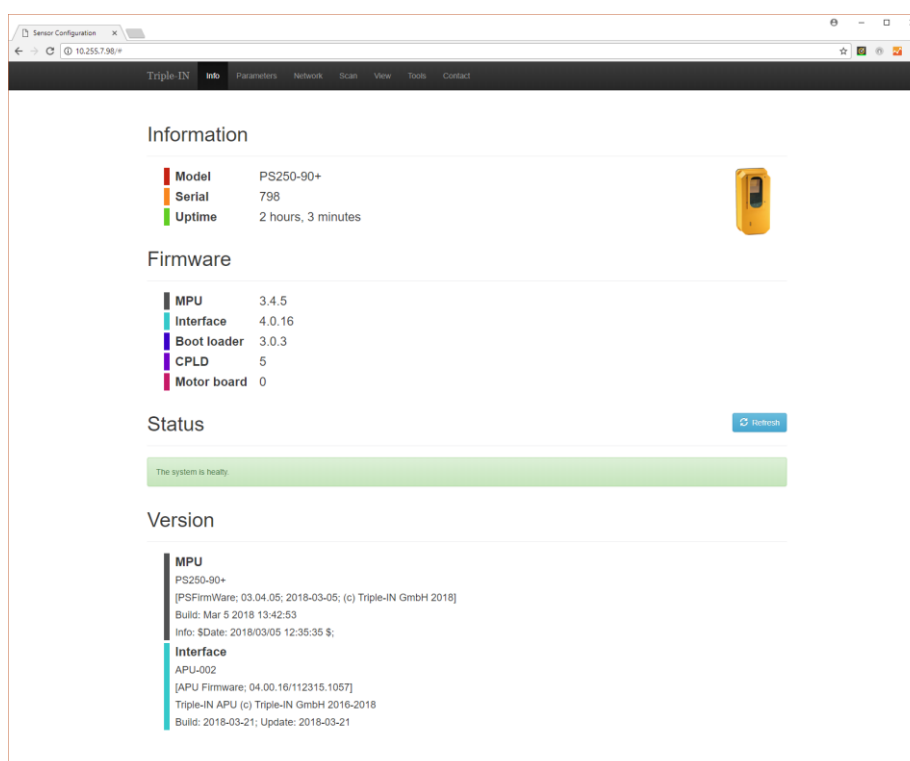 Sensor Configuration
10.255.7.98/#
Triple-IN Info Parameters Network Scan View Tools Contact
Information
Model PS250-90+
Serial 798
Uptime 2 hours, 3 minutes
Firmware
MPU 3.4.5
Interface 4.0.16
Boot loader 3.0.3
CPLD 5
Motor board 0
Status Refresh
The system is healty.
Version
MPU
PS250-90+
[PSFirmWare; 03.04.05; 2018-03-05; (c) Triple-IN GmbH 2018]
Build: Mar 5 2018 13:42:53
Info: $Date: 2018/03/05 12:35:35 $;
Interface
APU-002
[APU Firmware; 04.00.16/112315.1057]
Triple-IN APU (c) Triple-IN GmbH 2016-2018
Build: 2018-03-21; Update: 2018-03-21